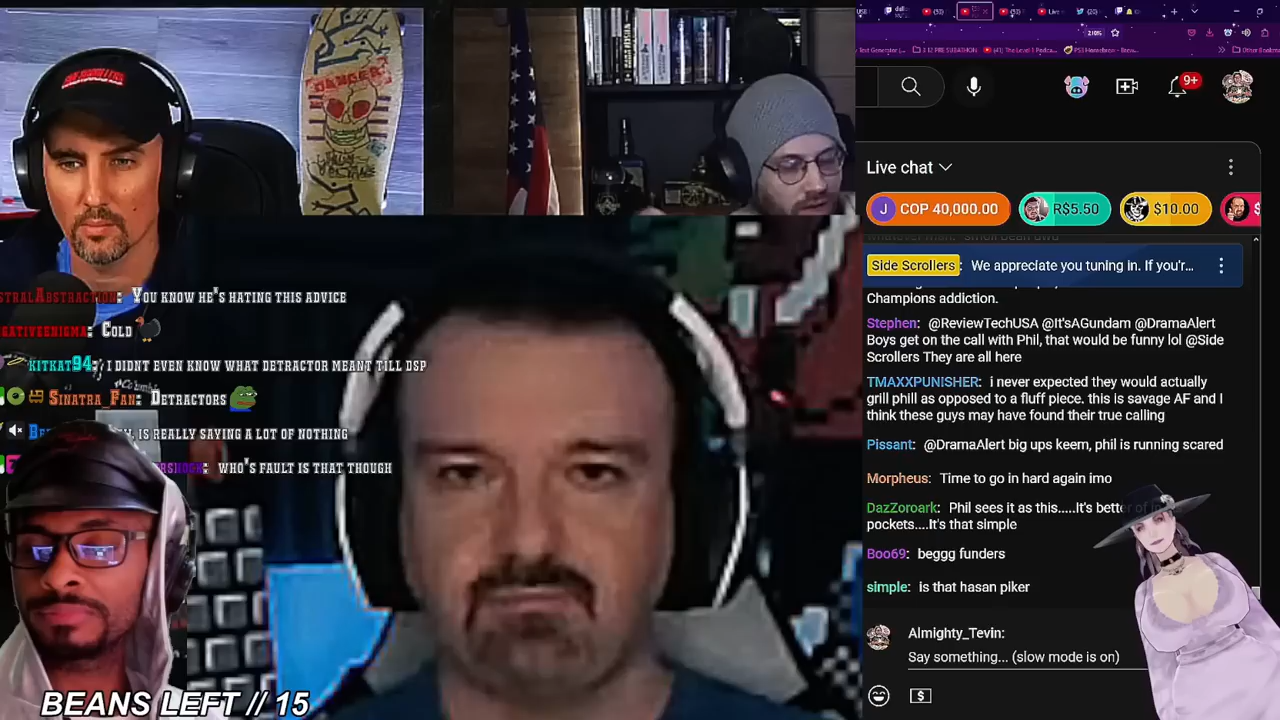 DANGER
STRALABSTRACTION: YOU KNOW HE'S HATING THIS ADVICE
GATIVEENIGMA: COLD
KITKAT94: I DIDNT EVEN KNOW WHAT DETRACTOR MEANT TILL DSP
SINATRA_FAN: DETRACTORS
IS REALLY SAYING A LOT OF NOTHING
WHO'S FAULT IS THAT THOUGH
BEANS LEFT // 15
210%
9+
Live chat
J COP 40,000.00
R$5.50
$10.00
Side Scrollers: We appreciate you tuning in. If you'r...
Champions addiction.
Stephen: @ReviewTechUSA @It'sAGundam @DramaAlert
Boys get on the call with Phil, that would be funny lol @Side
Scrollers They are all here
TMAXXPUNISHER: i never expected they would actually
grill phill as opposed to a fluff piece. this is savage AF and I
think these guys may have found their true calling
Pissant: @DramaAlert big ups keem, phil is running scared
Morpheus: Time to go in hard again imo
DazZoroark: Phil sees it as this.....It's better
pockets....It's that simple
Boo69: beggg funders
simple: is that hasan piker
Almighty_Tevin:
Say something... (slow mode is on)
$